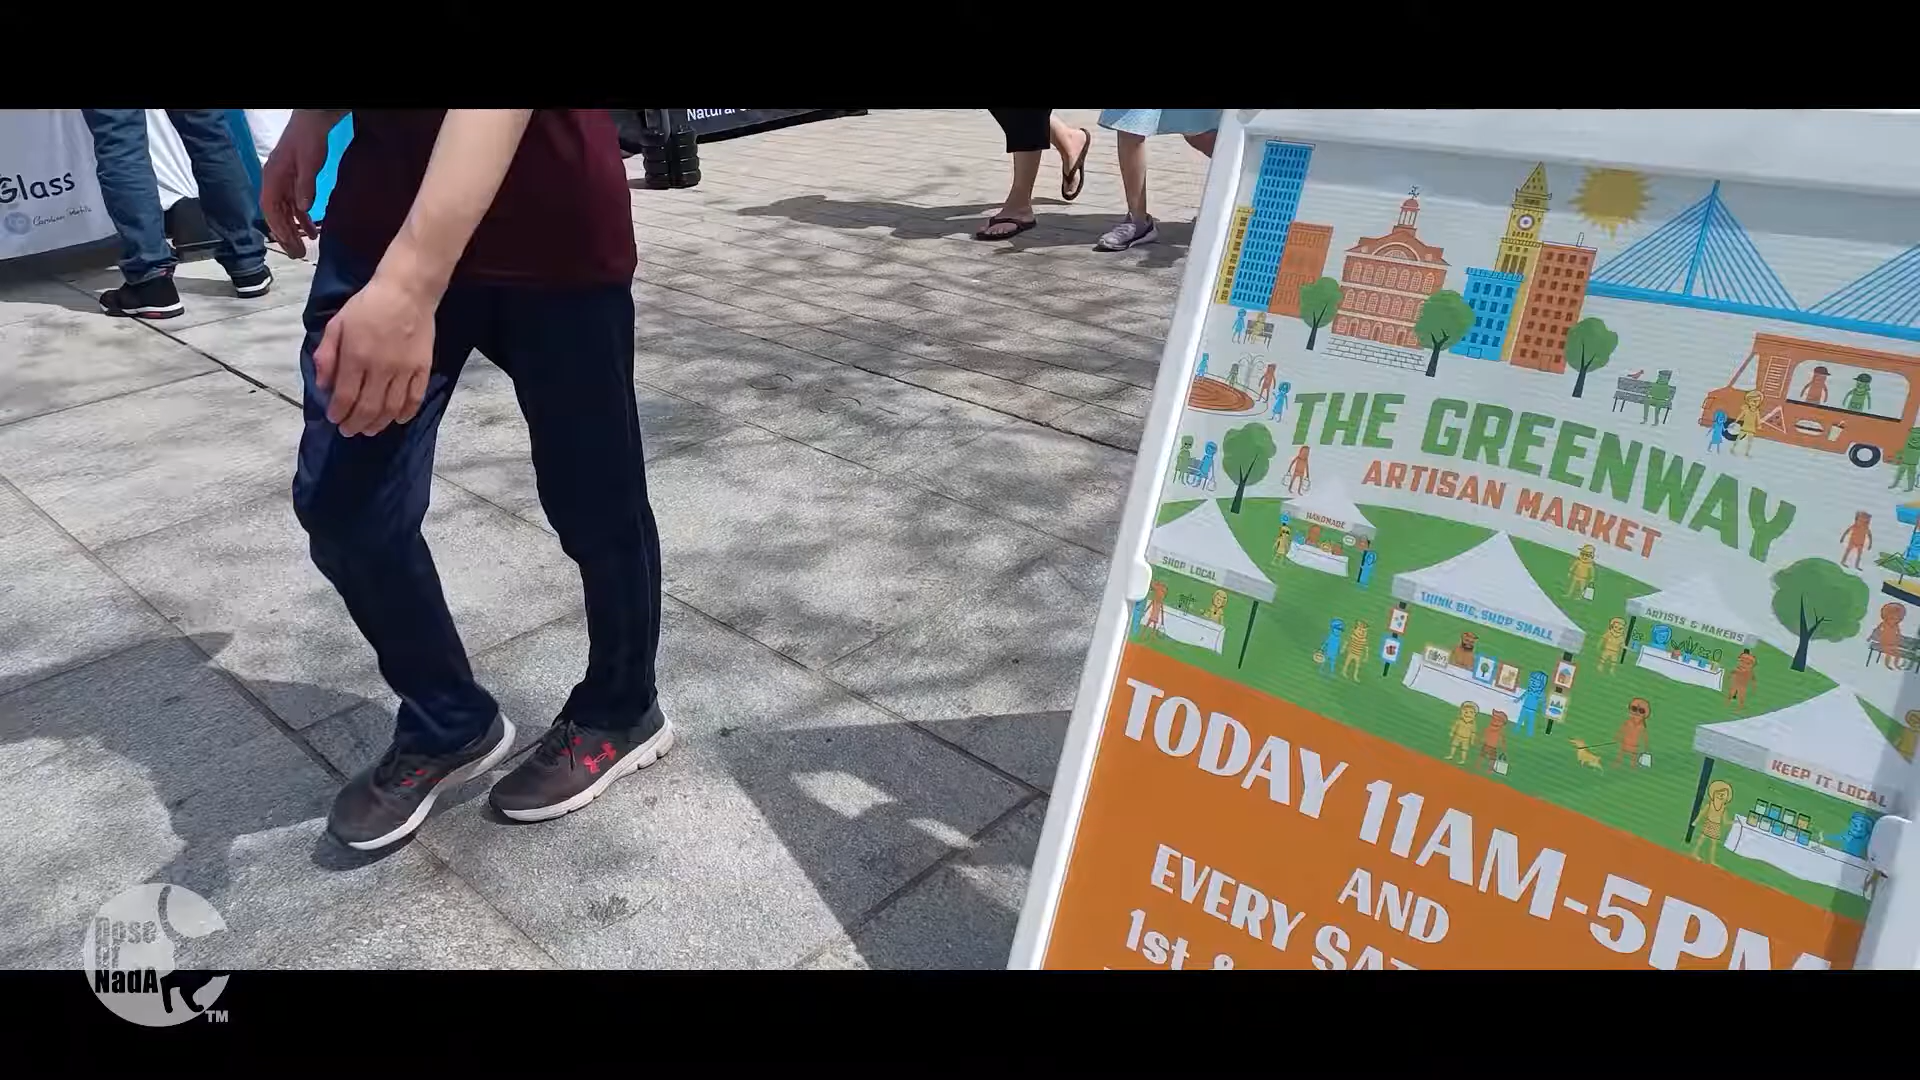 Natural
Glass
THE GREENWAY
ARTISAN MARKET
HANDMADE
SHOP LOCAL
THINK BIG, SHOP SMALL
ARTISTS & MAKERS
KEEP IT LOCAL
TODAY 11AM-5PM
AND
EVERY SAT
1st &
Dose
of
NadA
TM